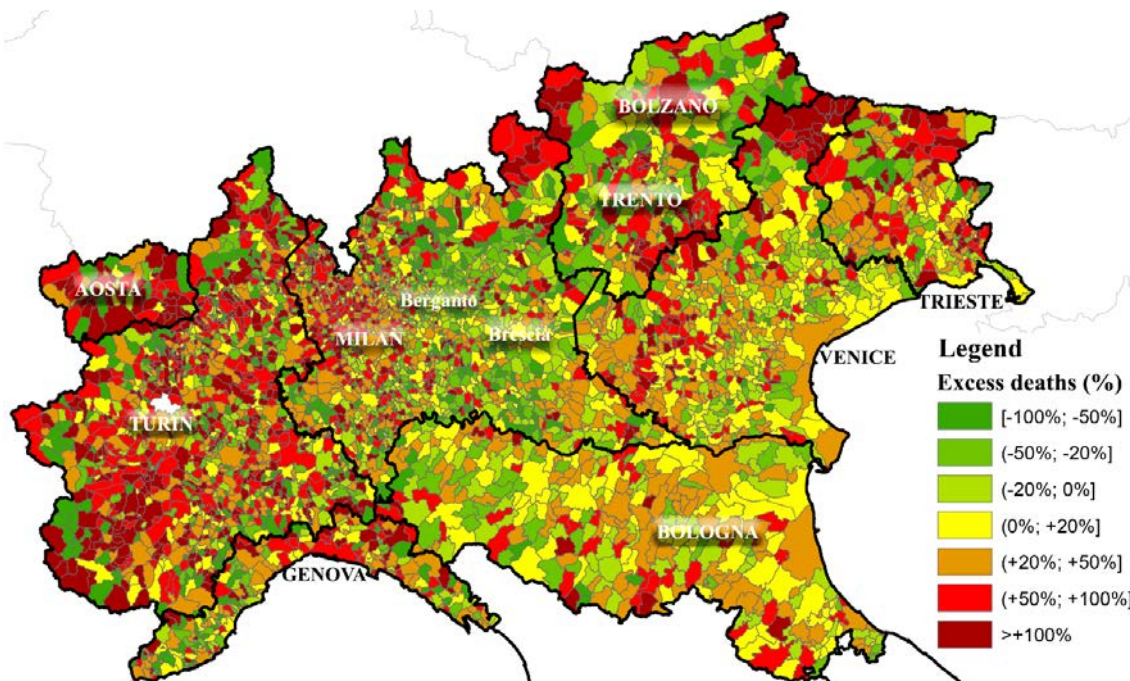 BOLZANO
TRENTO
AOSTA
Bergamo
TRIESTE
Brescia
MILAN
VENICE
TURIN
BOLOGNA
GENOVA
Legend
Excess deaths (%)
[-100%; -50%]
(-50%; -20%]
(-20%; 0%]
(0%; +20%]
(+20%; +50%]
(+50%; +100%]
>+100%